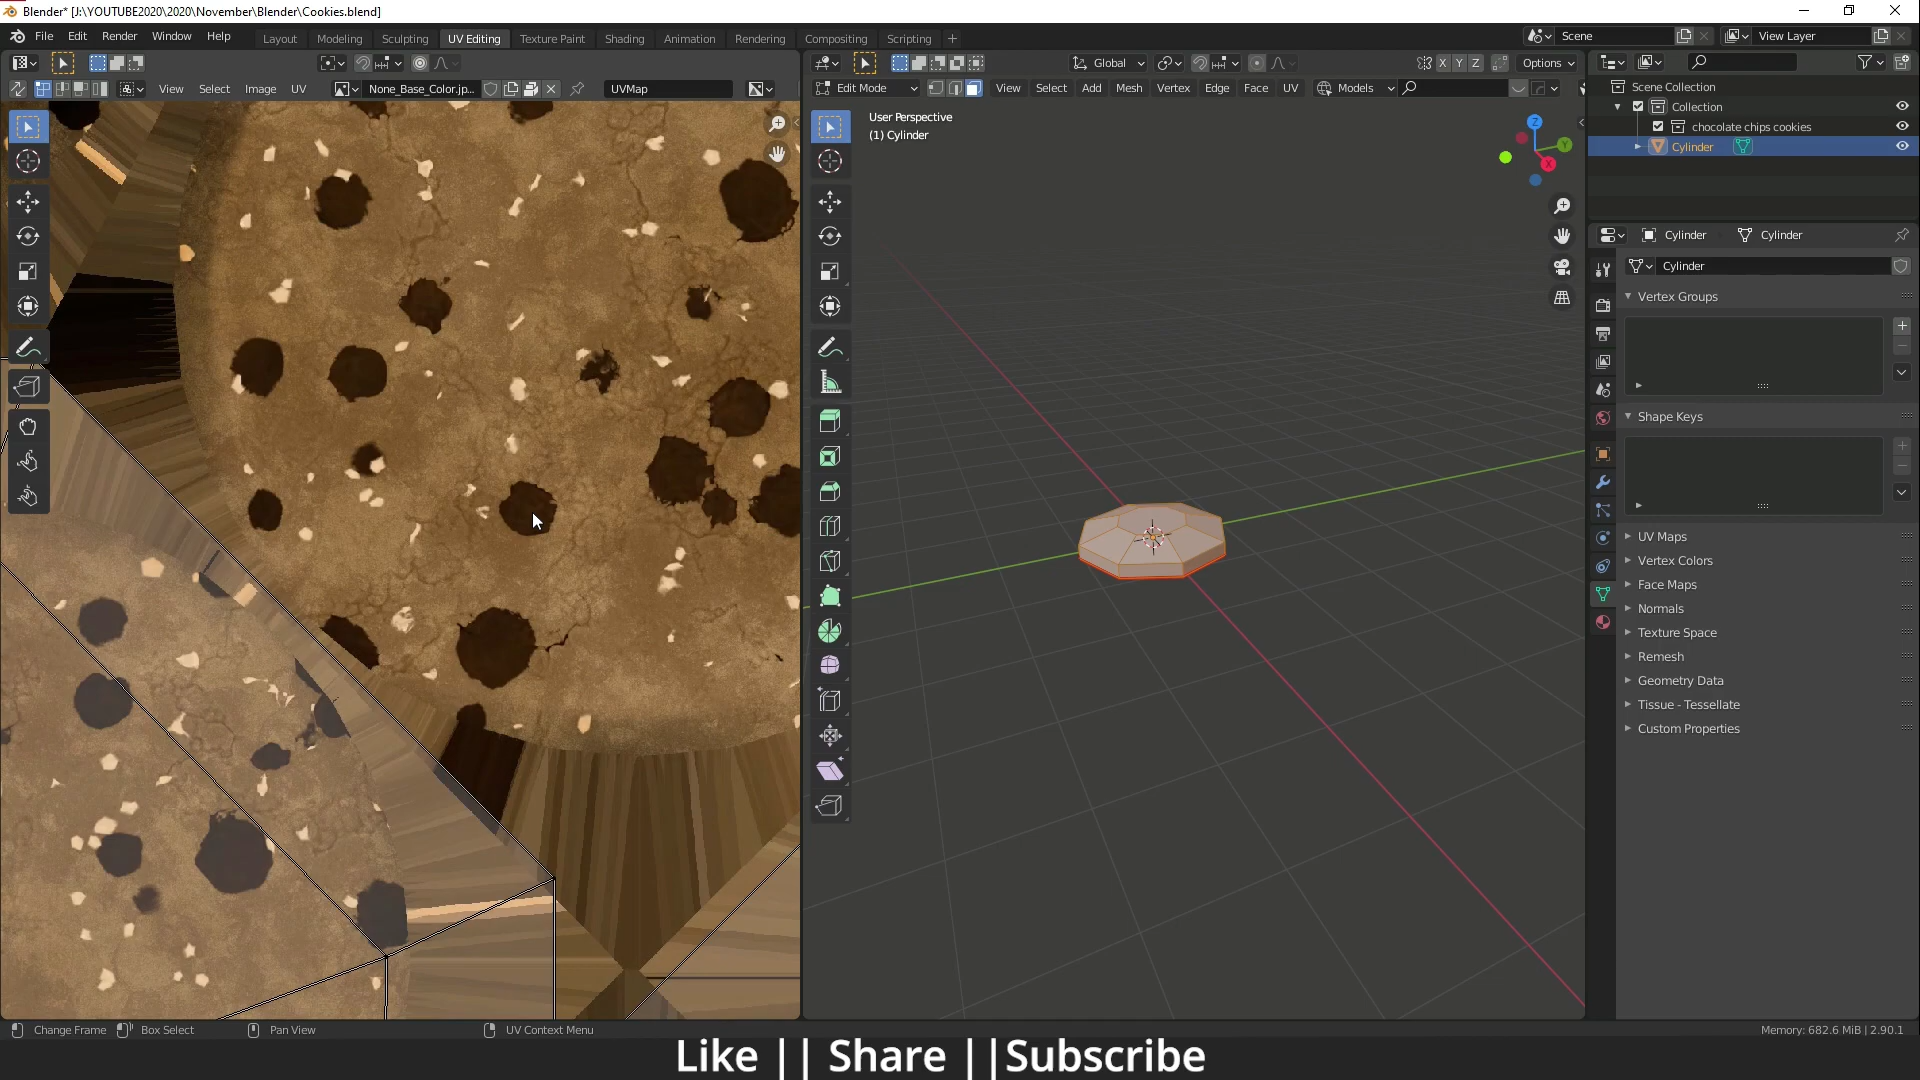 Blender* [J:\YOUTUBE2020\2020\November\Blender\Cookies.blend]
File Edit Render Window Help
Layout Modeling Sculpting UV Editing Texture Paint Shading Animation Rendering Compositing Scripting +
Scene
View Layer
Global
X Y Z
Options
View Select Image UV
None_Base_Color.jp...
UVMap
Edit Mode
View Select Add Mesh Vertex Edge Face UV
Models
User Perspective
(1) Cylinder
Z
Y
X
Scene Collection
Collection
chocolate chips cookies
Cylinder
Cylinder
Cylinder
Cylinder
Vertex Groups
Shape Keys
UV Maps
Vertex Colors
Face Maps
Normals
Texture Space
Remesh
Geometry Data
Tissue - Tessellate
Custom Properties
Change Frame
Box Select
Pan View
UV Context Menu
Memory: 682.6 MiB | 2.90.1
Like || Share ||Subscribe